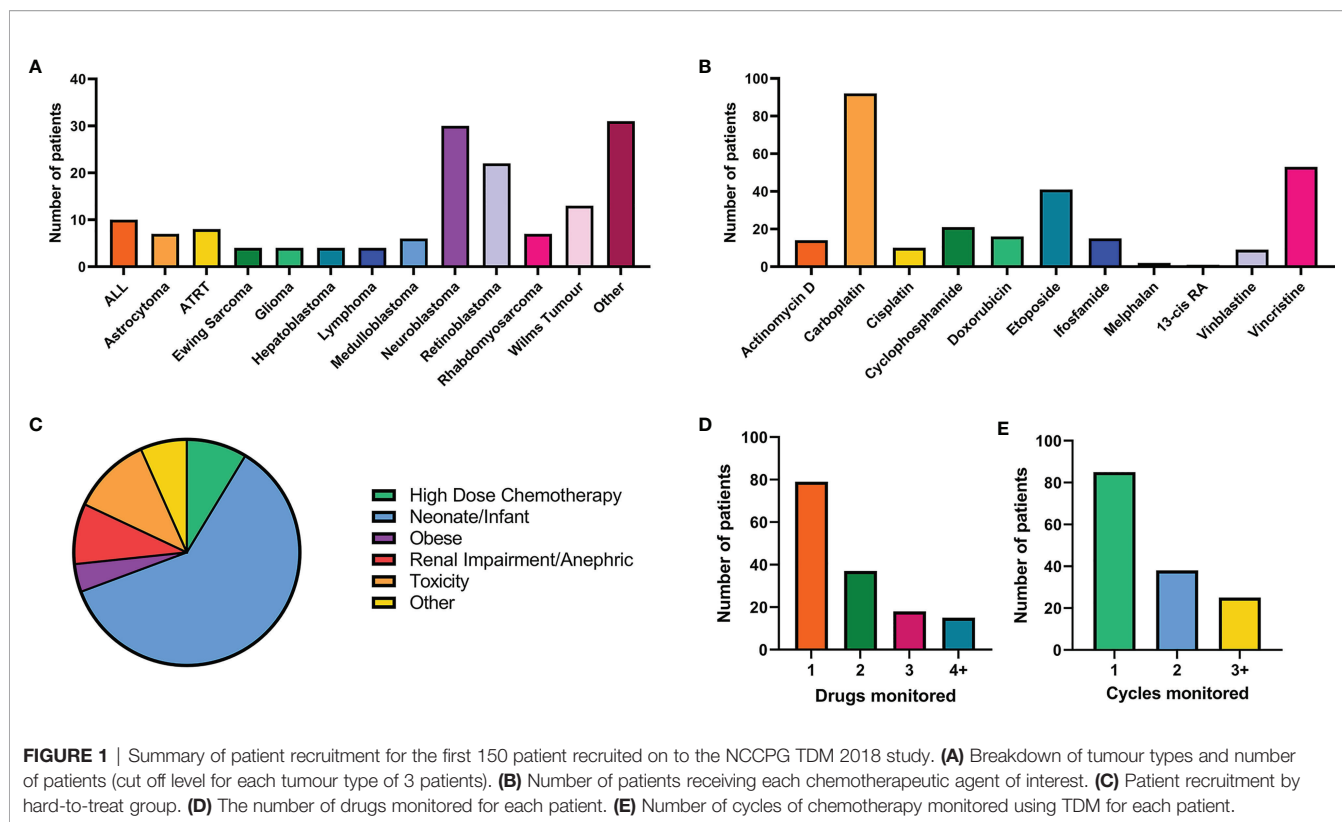 A
Number of patients
40
30
20
10
0
ALL
Astrocytoma
ATRT
Ewing Sarcoma
Glioma
Hepatoblastoma
Lymphoma
Medulloblastoma
Neuroblastoma
Retinoblastoma
Rhabdomyosarcoma
Wilms Tumour
Other
B
Number of patients
100
80
60
40
20
0
Actinomycin D
Carboplatin
Cisplatin
Cyclophosphamide
Doxorubicin
Etoposide
Ifosfamide
Melphalan
13-cis RA
Vinblastine
Vincristine
C
High Dose Chemotherapy
Neonate/Infant
Obese
Renal Impairment/Anephric
Toxicity
Other
D
Number of patients
100
80
60
40
20
0
1 2 3 4+
Drugs monitored
E
Number of patients
100
80
60
40
20
0
1 2 3+
Cycles monitored
FIGURE 1 | Summary of patient recruitment for the first 150 patient recruited on to the NCCPG TDM 2018 study. (A) Breakdown of tumour types and number
of patients (cut off level for each tumour type of 3 patients). (B) Number of patients receiving each chemotherapeutic agent of interest. (C) Patient recruitment by
hard-to-treat group. (D) The number of drugs monitored for each patient. (E) Number of cycles of chemotherapy monitored using TDM for each patient.